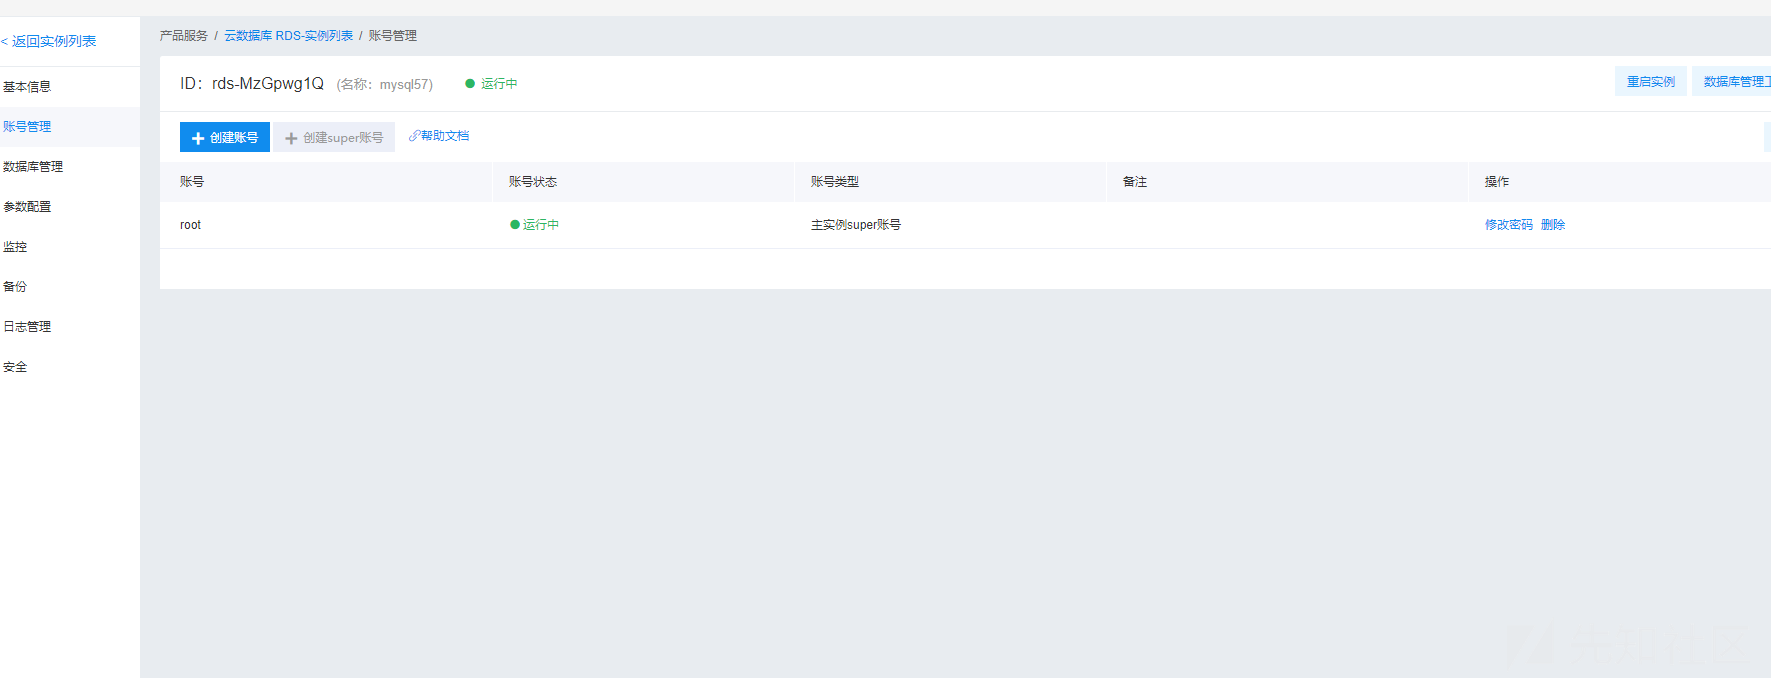 < 返回实例列表
基本信息
账号管理
数据库管理
参数配置
监控
备份
日志管理
安全
产品服务 / 云数据库 RDS-实例列表 / 账号管理
ID：rds-MzGpwg1Q (名称：mysql57) 运行中
重启实例 数据库管理工
创建账号 创建super账号 帮助文档
账号 账号状态 账号类型 备注 操作
root 运行中 主实例super账号 修改密码 删除